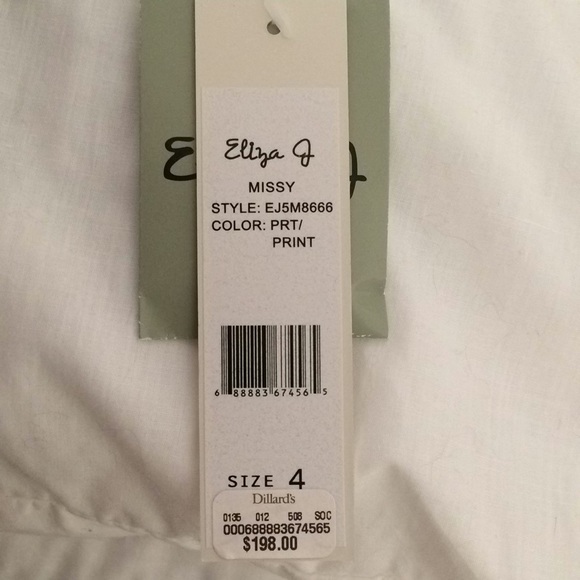 Eliza J
MISSY
STYLE: EJ5M8666
COLOR: PRT/
PRINT
6 88883 67456 5
SIZE 4
Dillard's
0135 012 508 SOC
000688883674565
$198.00